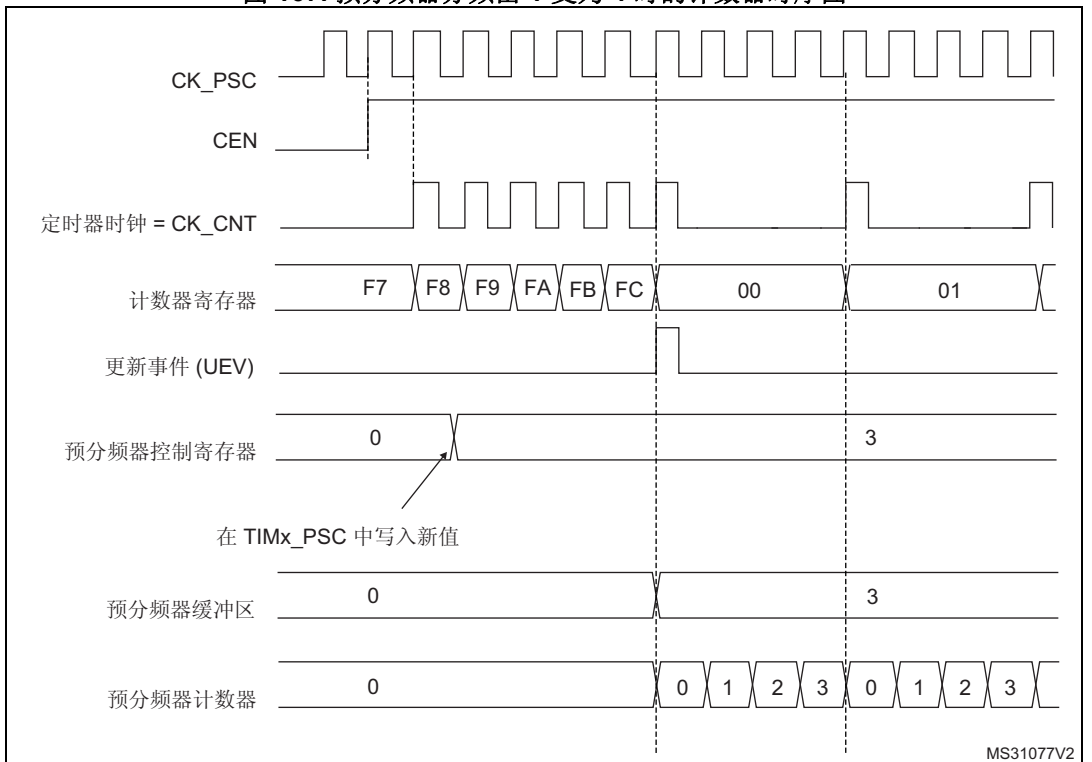 CK_PSC
CEN
定时器时钟 = CK_CNT
计数器寄存器 F7 F8 F9 FA FB FC 00 01
更新事件 (UEV)
预分频器控制寄存器 0 3
在 TIMx_PSC 中写入新值
预分频器缓冲区 0 3
预分频器计数器 0 0 1 2 3 0 1 2 3
MS31077V2